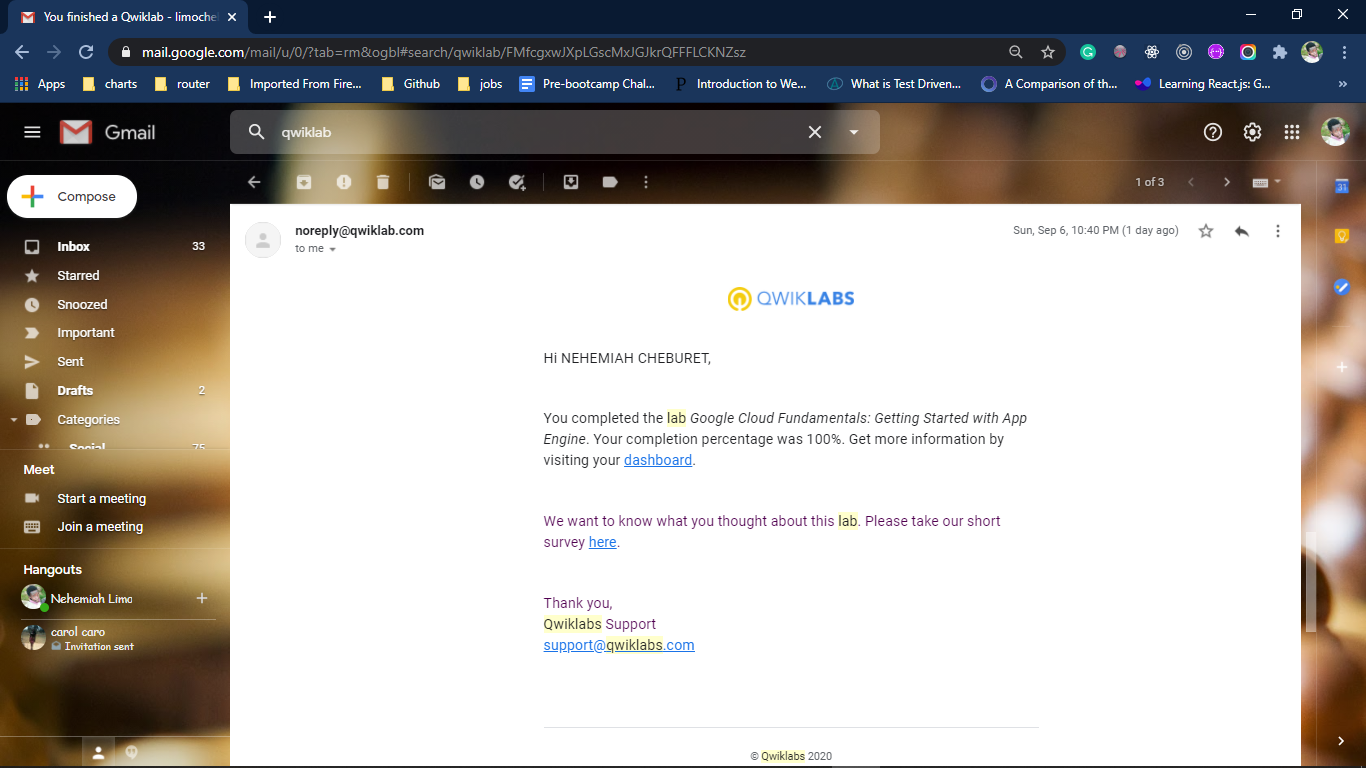 You finished a Qwiklab - limochel
mail.google.com/mail/u/0/?tab=rm&ogbl#search/qwiklab/FMfcgxwJXpLGscMxJGJkrQFFFLCKNZsz
Apps
charts
router
Imported From Fire...
Github
jobs
Pre-bootcamp Chal...
Introduction to We...
What is Test Driven...
A Comparison of th...
Learning React.js: G...
»
Gmail
qwiklab
1 of 3
31
Compose
Inbox 33
Starred
Snoozed
Important
Sent
Drafts 2
Categories
Social 75
Meet
Start a meeting
Join a meeting
Hangouts
Nehemiah Limo
carol caro
Invitation sent
noreply@qwiklab.com
to me
Sun, Sep 6, 10:40 PM (1 day ago)
QWIKLABS
Hi NEHEMIAH CHEBURET,
You completed the lab Google Cloud Fundamentals: Getting Started with App
Engine. Your completion percentage was 100%. Get more information by
visiting your dashboard.
We want to know what you thought about this lab. Please take our short
survey here.
Thank you,
Qwiklabs Support
support@qwiklabs.com
© Qwiklabs 2020